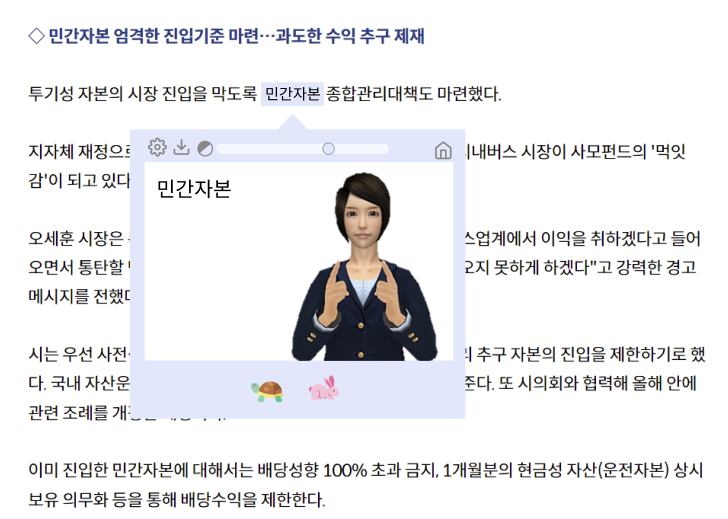 ◇ 민간자본 엄격한 진입기준 마련…과도한 수익 추구 제재
투기성 자본의 시장 진입을 막도록 민간자본 종합관리대책도 마련했다.
지자체 재정으로
시내버스 시장이 사모펀드의 '먹잇
감'이 되고 있다
민간자본
오세훈 시장은
스업계에서 이익을 취하겠다고 들어
오면서 통탄할
오지 못하게 하겠다"고 강력한 경고
메시지를 전했다
시는 우선 사전
추구 자본의 진입을 제한하기로 했
다. 국내 자산운
준다. 또 시의회와 협력해 올해 안에
관련 조례를 개정
이미 진입한 민간자본에 대해서는 배당성향 100% 초과 금지, 1개월분의 현금성 자산(운전자본) 상시
보유 의무화 등을 통해 배당수익을 제한한다.